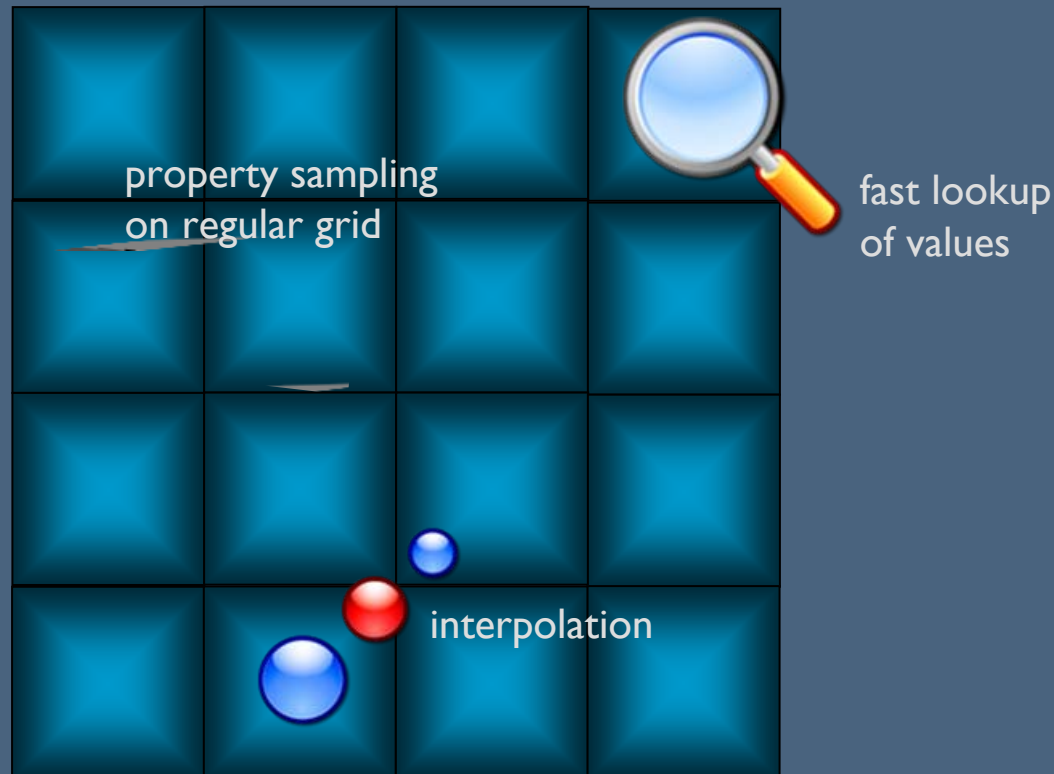 property sampling
on regular grid
fast lookup
of values
interpolation